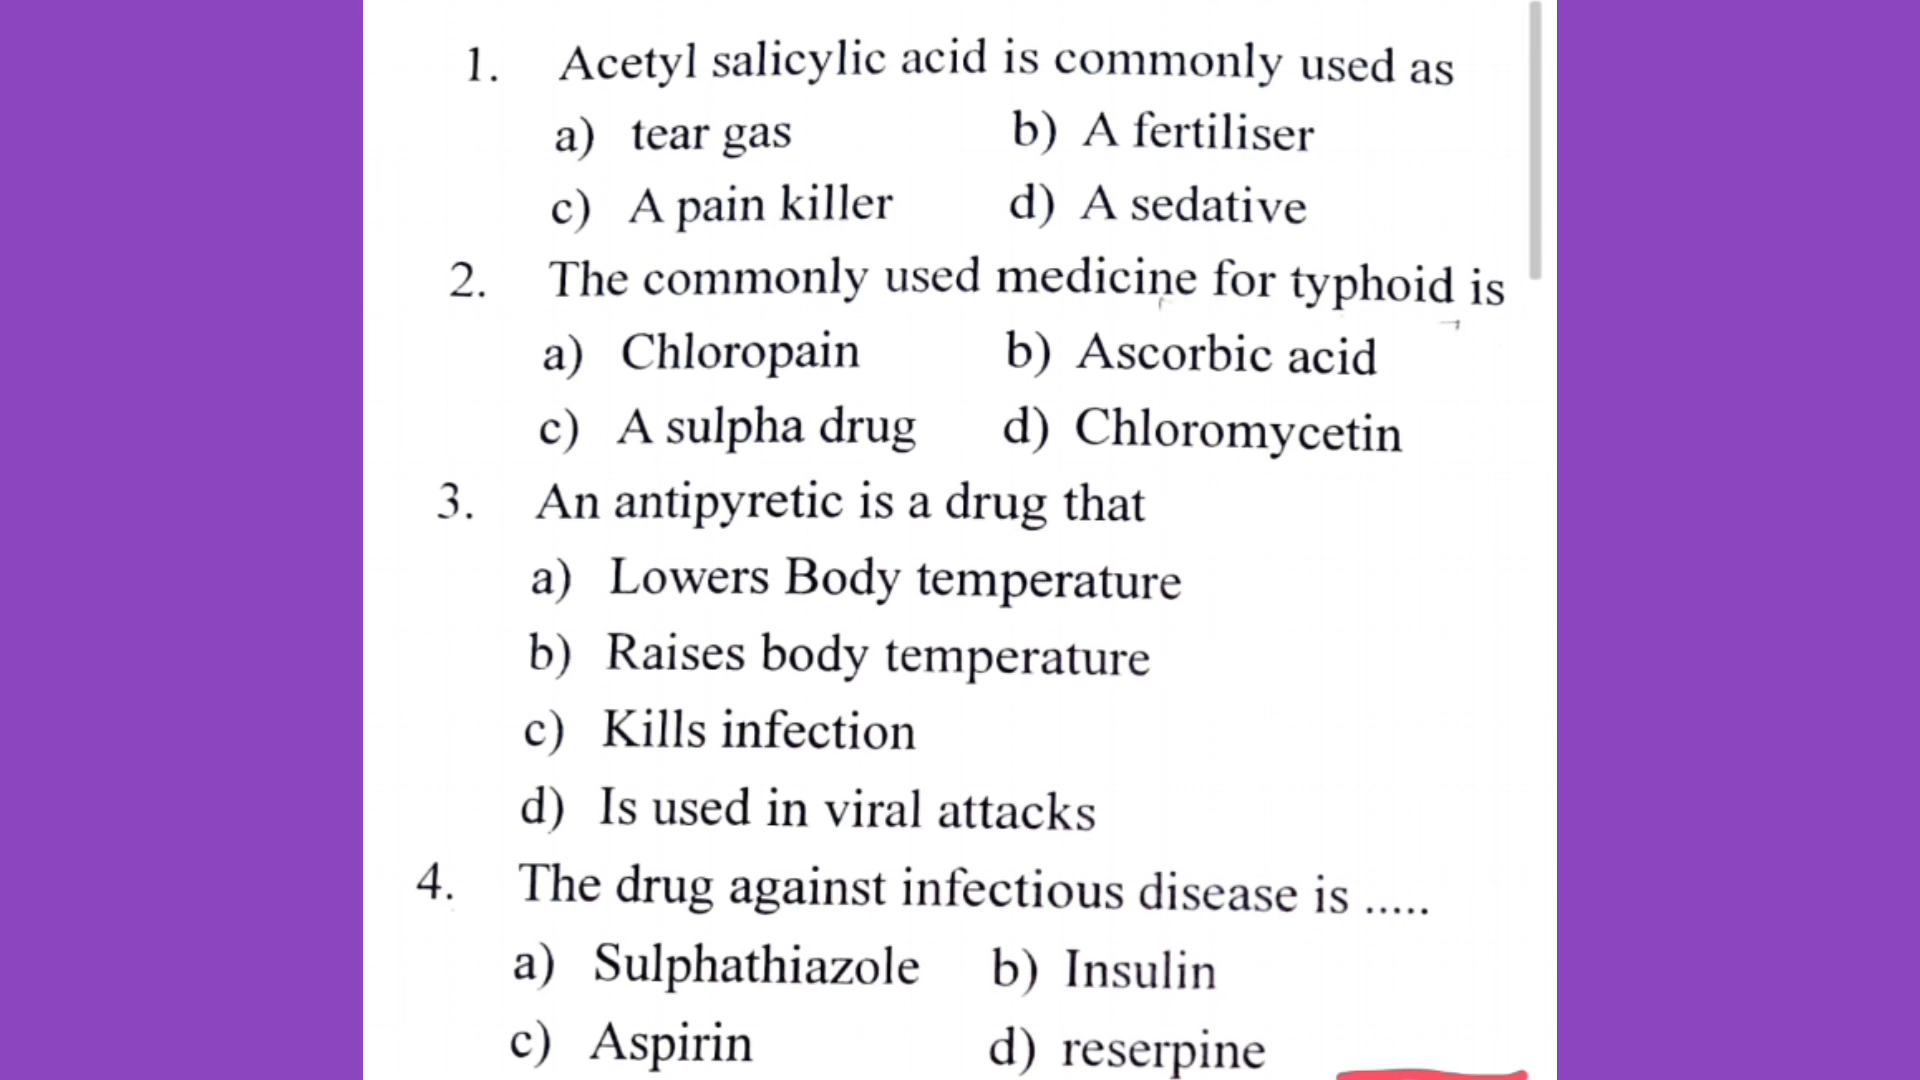 1. Acetyl salicylic acid is commonly used as
a) tear gas b) A fertiliser
c) A pain killer d) A sedative
2. The commonly used medicine for typhoid is
a) Chloropain b) Ascorbic acid
c) A sulpha drug d) Chloromycetin
3. An antipyretic is a drug that
a) Lowers Body temperature
b) Raises body temperature
c) Kills infection
d) Is used in viral attacks
4. The drug against infectious disease is .....
a) Sulphathiazole b) Insulin
c) Aspirin d) reserpine